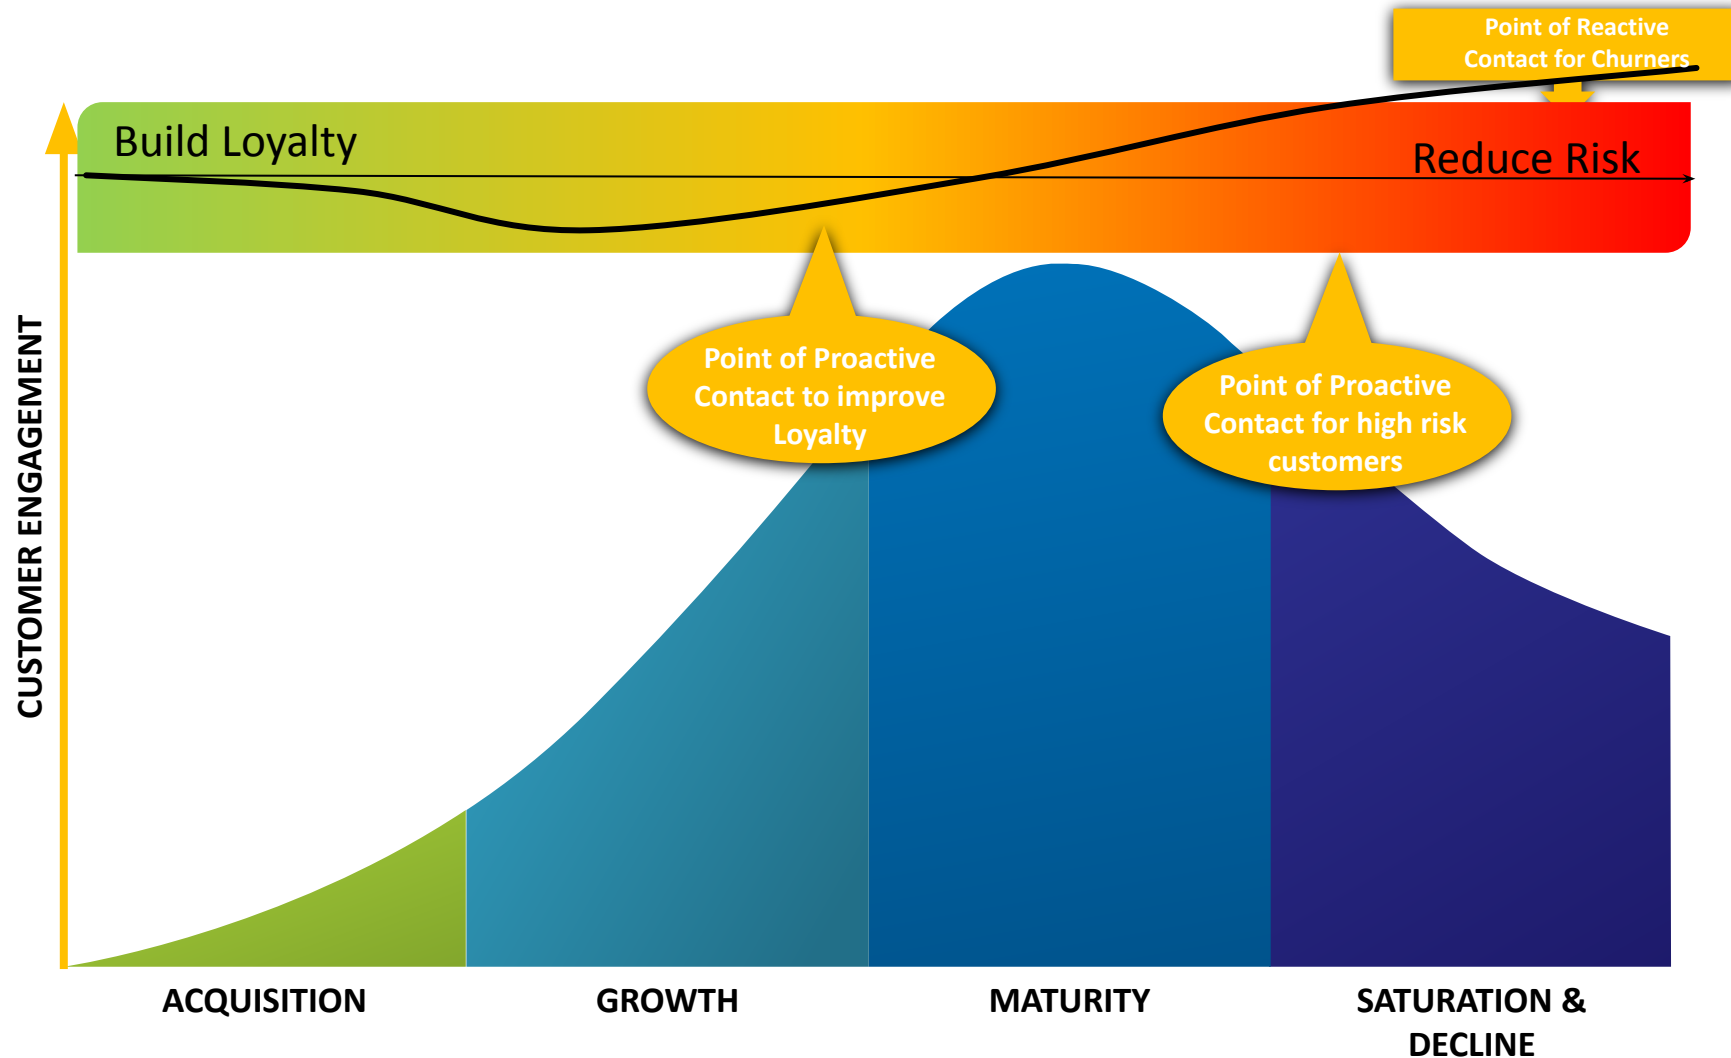 Point of Reactive
Contact for Churners
Build Loyalty
Reduce Risk
Point of Proactive
Contact to improve
Loyalty
Point of Proactive
Contact for high risk
customers
CUSTOMER ENGAGEMENT
ACQUISITION
GROWTH
MATURITY
SATURATION &
DECLINE